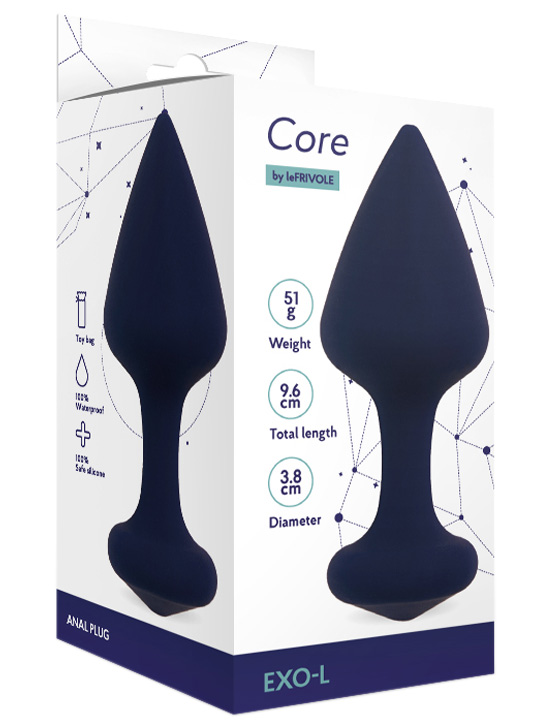 Core
by leFRIVOLE
51
g
Weight
9.6
cm
Total length
3.8
cm
Diameter
EXO-L
Toy bag
100%
Waterproof
100%
Safe silicone
ANAL PLUG